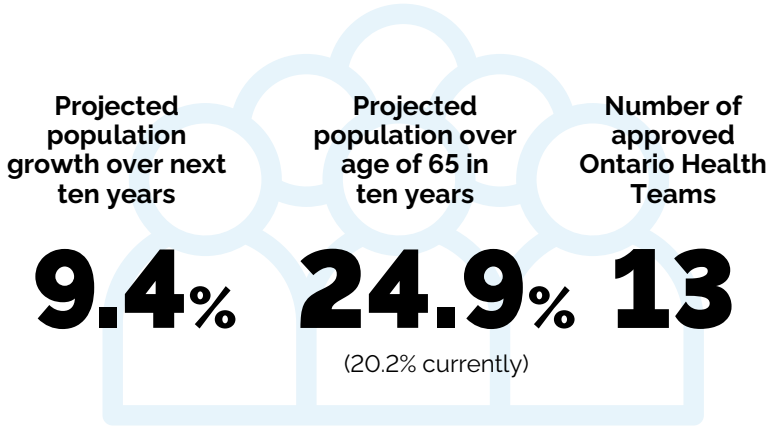 Projected
population
growth over next
ten years
9.4%
Projected
population over
age of 65 in
ten years
24.9%
(20.2% currently)
Number of
approved
Ontario Health
Teams
13